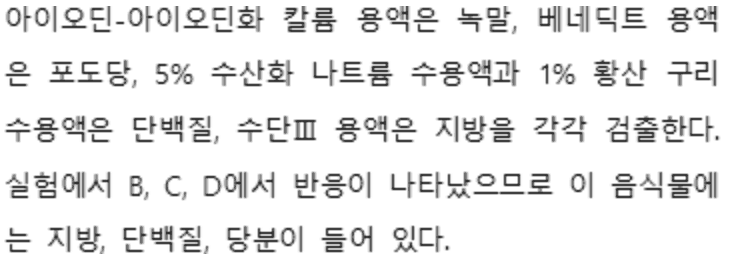 아이오딘-아이오딘화 칼륨 용액은 녹말, 베네딕트 용액
은 포도당, 5% 수산화 나트륨 수용액과 1% 황산 구리
수용액은 단백질, 수단Ⅲ 용액은 지방을 각각 검출한다.
실험에서 B, C, D에서 반응이 나타났으므로 이 음식물에
는 지방, 단백질, 당분이 들어 있다.